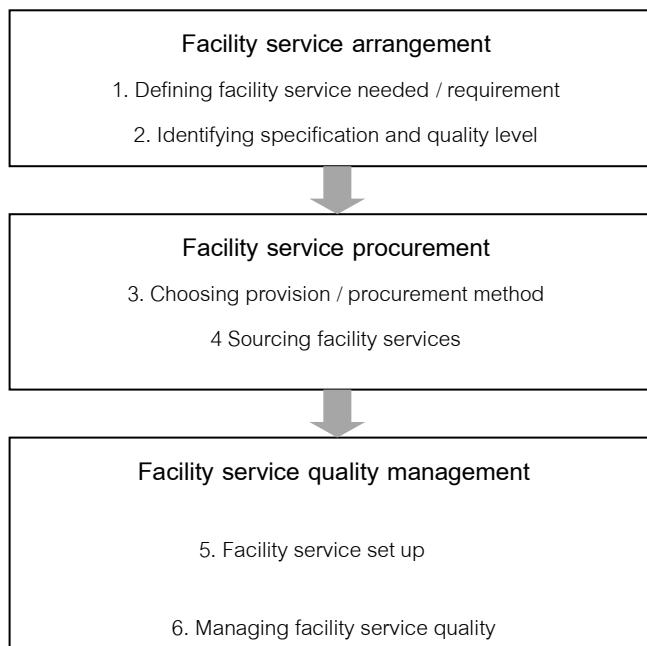 Facility service arrangement
1. Defining facility service needed / requirement
2. Identifying specification and quality level
Facility service procurement
3. Choosing provision / procurement method
4 Sourcing facility services
Facility service quality management
5. Facility service set up
6. Managing facility service quality